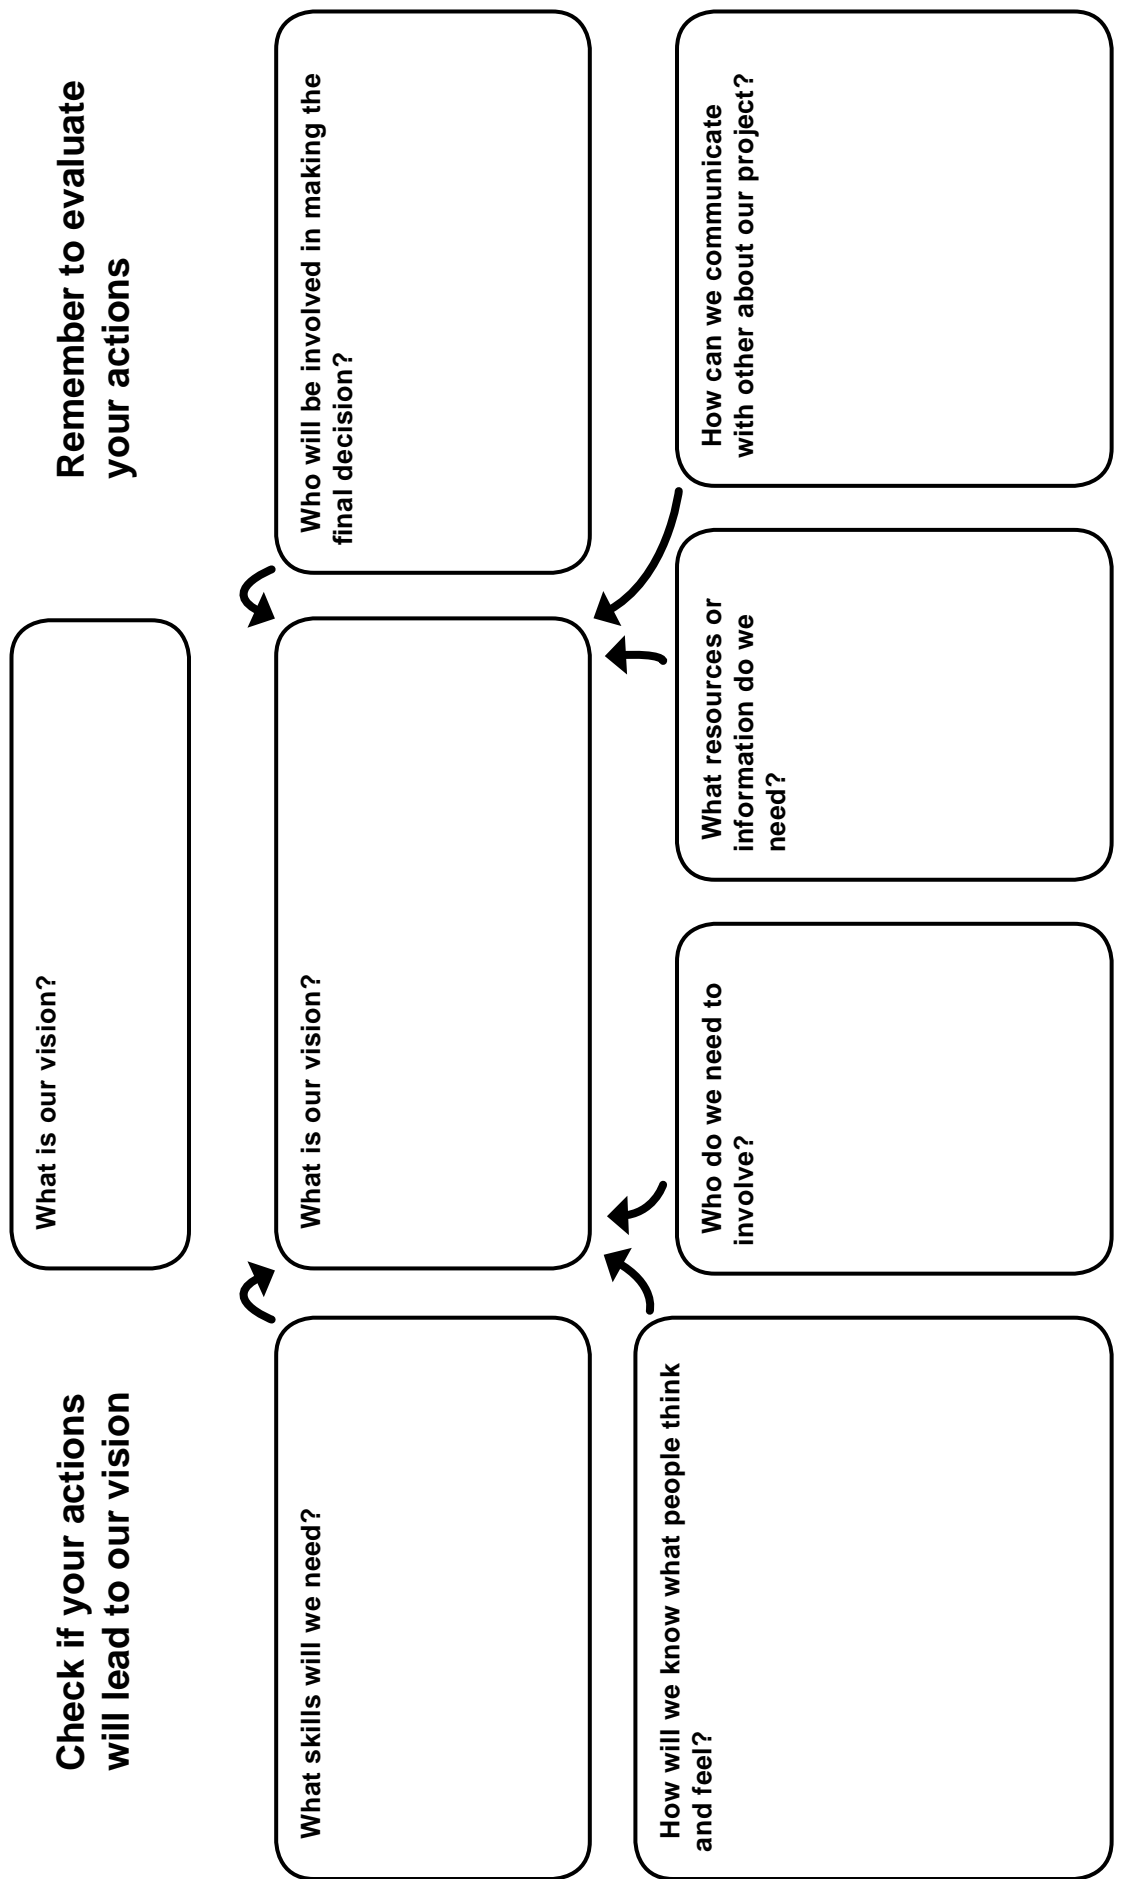 Check if your actions
will lead to our vision
What is our vision?
Remember to evaluate
your actions
What skills will we need?
What is our vision?
Who will be involved in making the
final decision?
How will we know what people think
and feel?
Who do we need to
involve?
What resources or
information do we
need?
How can we communicate
with other about our project?